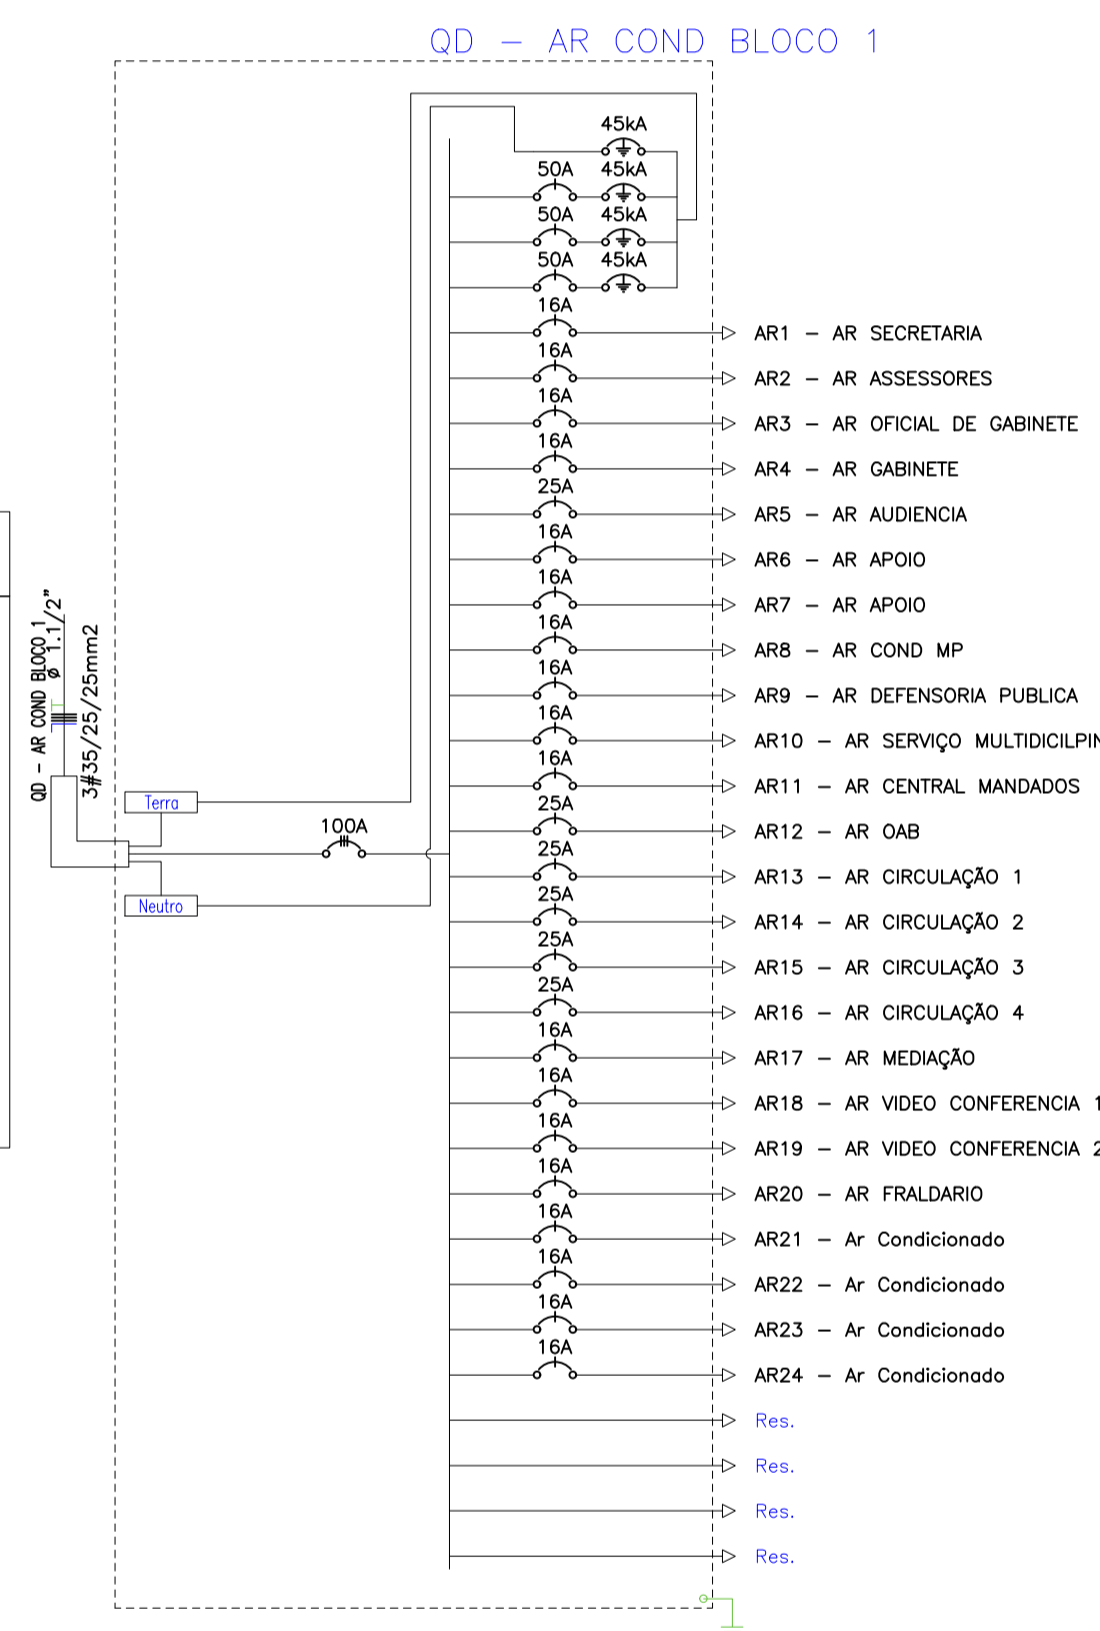 QD - AR COND BLOCO 1
45kA
50A 45kA
50A 45kA
50A 45kA
16A
AR1 - AR SECRETARIA
16A
AR2 - AR ASSESSORES
16A
AR3 - AR OFICIAL DE GABINETE
16A
AR4 - AR GABINETE
25A
AR5 - AR AUDIENCIA
16A
AR6 - AR APOIO
16A
AR7 - AR APOIO
16A
AR8 - AR COND MP
16A
AR9 - AR DEFENSORIA PUBLICA
16A
AR10 - AR SERVIÇO MULTIDICILPIN
16A
AR11 - AR CENTRAL MANDADOS
25A
AR12 - AR OAB
25A
AR13 - AR CIRCULAÇÃO 1
25A
AR14 - AR CIRCULAÇÃO 2
25A
AR15 - AR CIRCULAÇÃO 3
25A
AR16 - AR CIRCULAÇÃO 4
16A
AR17 - AR MEDIAÇÃO
16A
AR18 - AR VIDEO CONFERENCIA 1
16A
AR19 - AR VIDEO CONFERENCIA 2
16A
AR20 - AR FRALDARIO
16A
AR21 - Ar Condicionado
16A
AR22 - Ar Condicionado
16A
AR23 - Ar Condicionado
16A
AR24 - Ar Condicionado
Res.
Res.
Res.
Res.
QD - AR COND BLOCO 1
ø 1.1/2"
3#35/25/25mm2
Terra
100A
Neutro